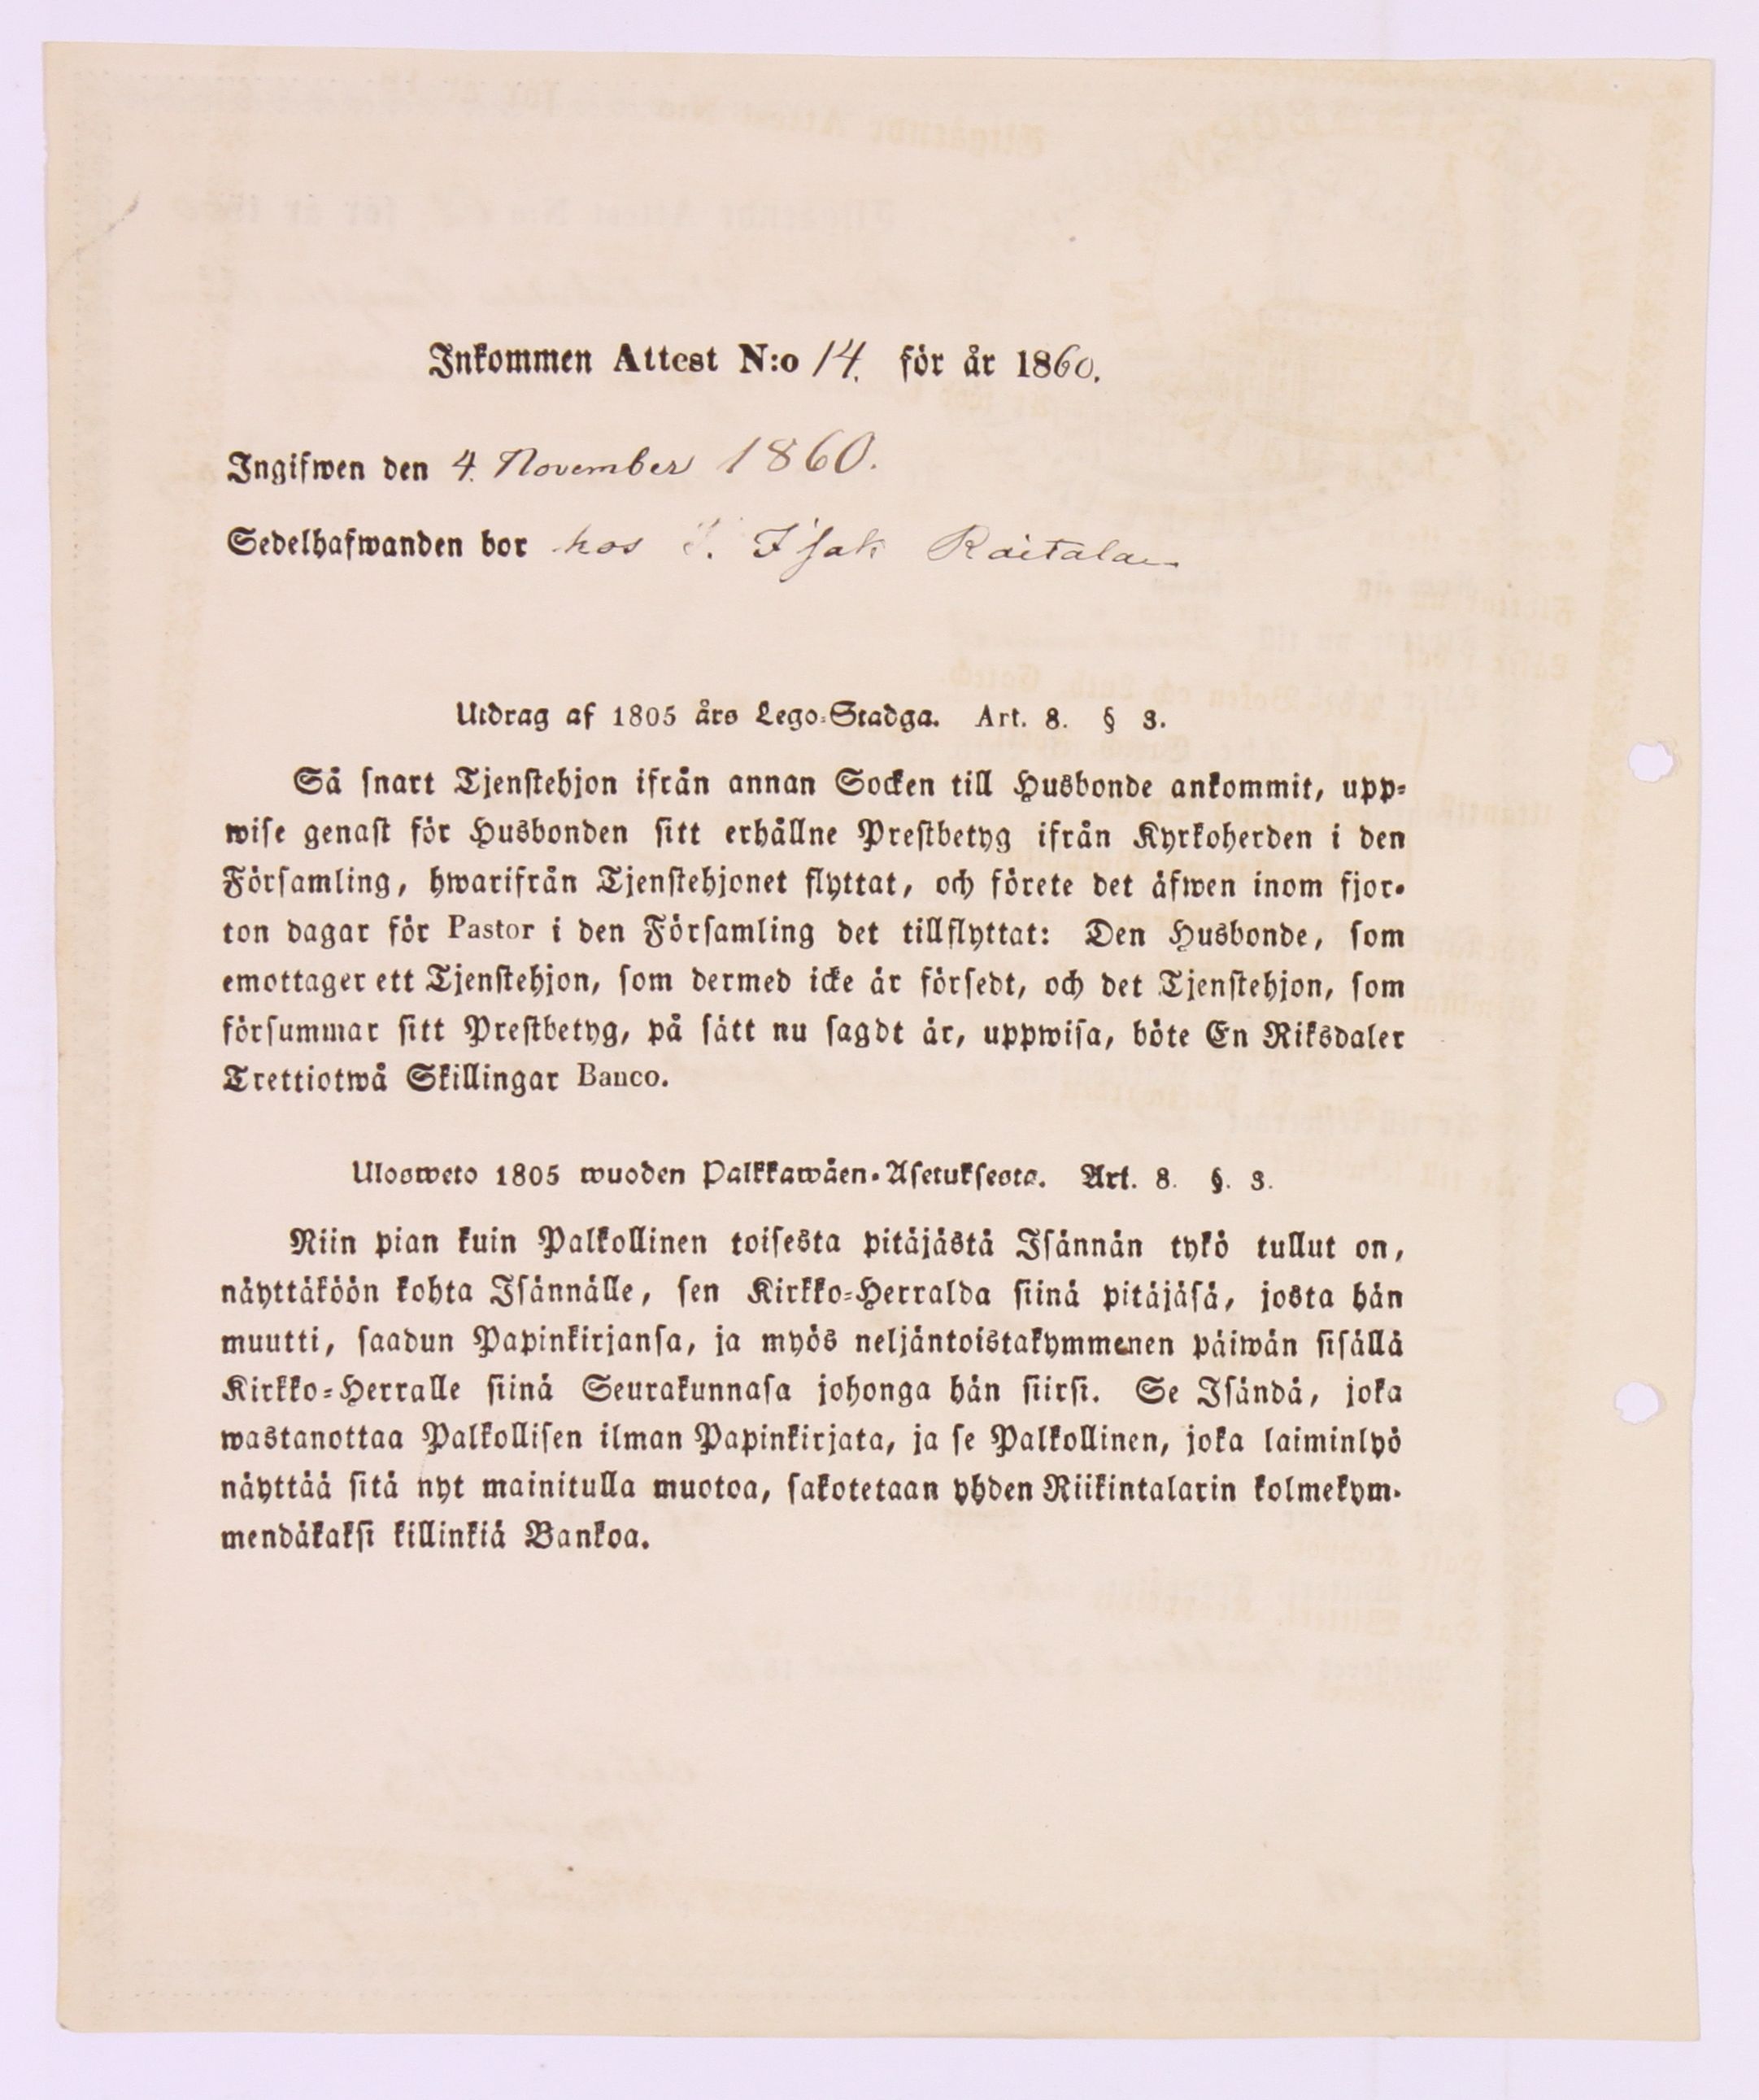 Inkommen Attest N:o 14. för år 1860.
Ingifwen den 4. November 1860.
Sedelhafwanden bor hos I. Isak Raitala
Utdrag af 1805 års Lego-Stadga. Art. 8. § 3.
Så snart Tjenstehjon ifrån annan Socken till Husbonde ankommit, upp-
wise genast för Husbonden sitt erhållne Prestbetyg ifrån Kyrkoherden i den
Församling, hwarifrån Tjenstehjonet flyttat, och förete det äfwen inom fjor-
ton dagar för Pastor i den Församling det tillflyttat: Den Husbonde, som
emottager ett Tjenstehjon, som dermed icke är försedt, och det Tjenstehjon, som
försummar sitt Prestbetyg, på sätt nu sagdt är, uppwisa, böte En Riksdaler
Trettiotwå Skillingar Banco.
Ulosweto 1805 wuoden Palkkawäen-Asetuksesta. Art. 8. §. 3.
Niin pian kuin Palkollinen toisesta pitäjästä Isännän tykö tullut on,
näyttäköön kohta Isännälle, sen Kirkko-Herralda siinä pitäjäsä, josta hän
muutti, saadun Papinkirjansa, ja myös neljäntoistakymmenen päiwän sisällä
Kirkko-Herralle siinä Seurakunnasa johonga hän siirsi. Se Isändä, joka
wastanottaa Palkollisen ilman Papinkirjata, ja se Palkollinen, joka laiminlyö
näyttää sitä nyt mainitulla muotoa, sakotetaan yhden Riikintalarin kolmekym-
mendäkaksi killinkiä Bankoa.